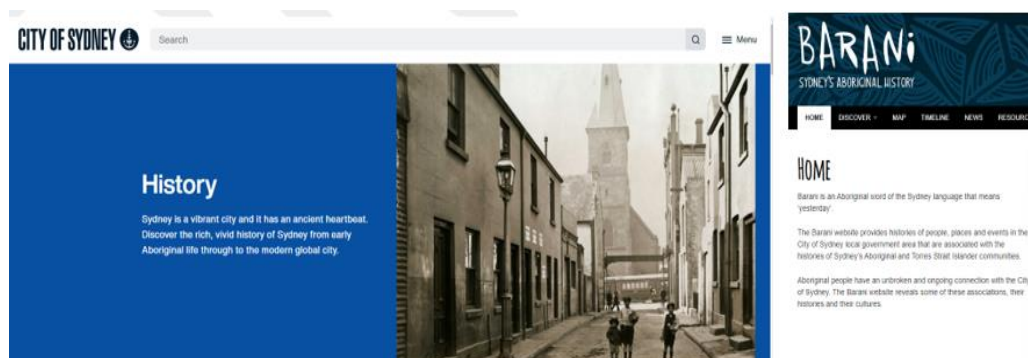 CITY OF SYDNEY
Search
Menu
History
Sydney is a vibrant city and it has an ancient heartbeat.
Discover the rich, vivid history of Sydney from early
Aboriginal life through to the modern global city.
BARANi
SYDNEY'S ABORIGINAL HISTORY
HOME DISCOVER MAP TIMELINE NEWS RESOURC
HOME
Barani is an Aboriginal word of the Sydney language that means
'yesterday'.
The Barani website provides histories of people, places and events in the
City of Sydney local government area that are associated with the
histories of Sydney's Aboriginal and Torres Strait Islander communities.
Aboriginal people have an unbroken and ongoing connection with the City
of Sydney. The Barani website reveals some of these associations, their
histories and their cultures.